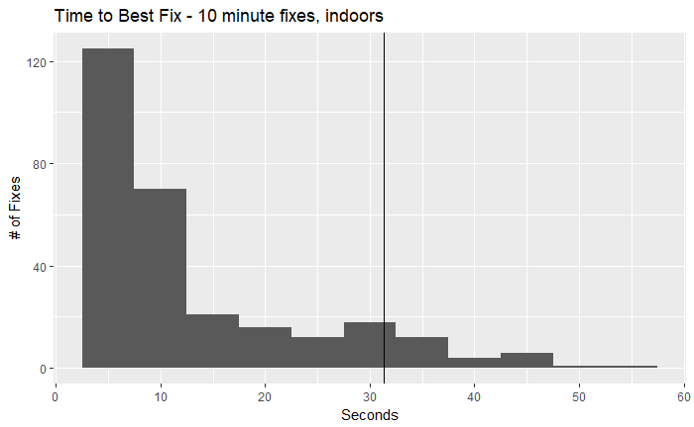 Time to Best Fix - 10 minute fixes, indoors
120
80
40
0
# of Fixes
0 10 20 30 40 50 60
Seconds